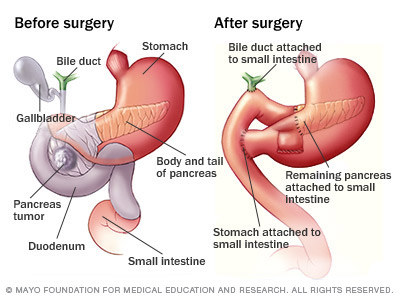 Before surgery
Bile duct
Stomach
Gallbladder
Body and tail
of pancreas
Pancreas
tumor
Duodenum
Small intestine
After surgery
Bile duct attached
to small intestine
Remaining pancreas
attached to small
intestine
Stomach attached to
small intestine
© MAYO FOUNDATION FOR MEDICAL EDUCATION AND RESEARCH. ALL RIGHTS RESERVED.